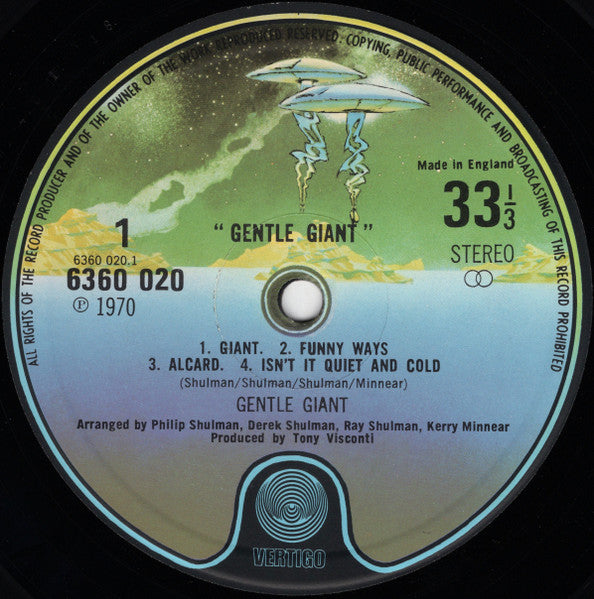 ALL RIGHTS OF THE RECORD PRODUCER AND OF THE OWNER OF THE WORK REPRODUCED RESERVED. COPYING, PUBLIC PERFORMANCE AND BROADCASTING OF THIS RECORD PROHIBITED
Made in England
1
" GENTLE GIANT "
33 1/3
6360 020.1
STEREO
6360 020
Ⓟ 1970
1. GIANT. 2. FUNNY WAYS
3. ALCARD. 4. ISN'T IT QUIET AND COLD
(Shulman/Shulman/Shulman/Minnear)
GENTLE GIANT
Arranged by Philip Shulman, Derek Shulman, Ray Shulman, Kerry Minnear
Produced by Tony Visconti
VERTIGO